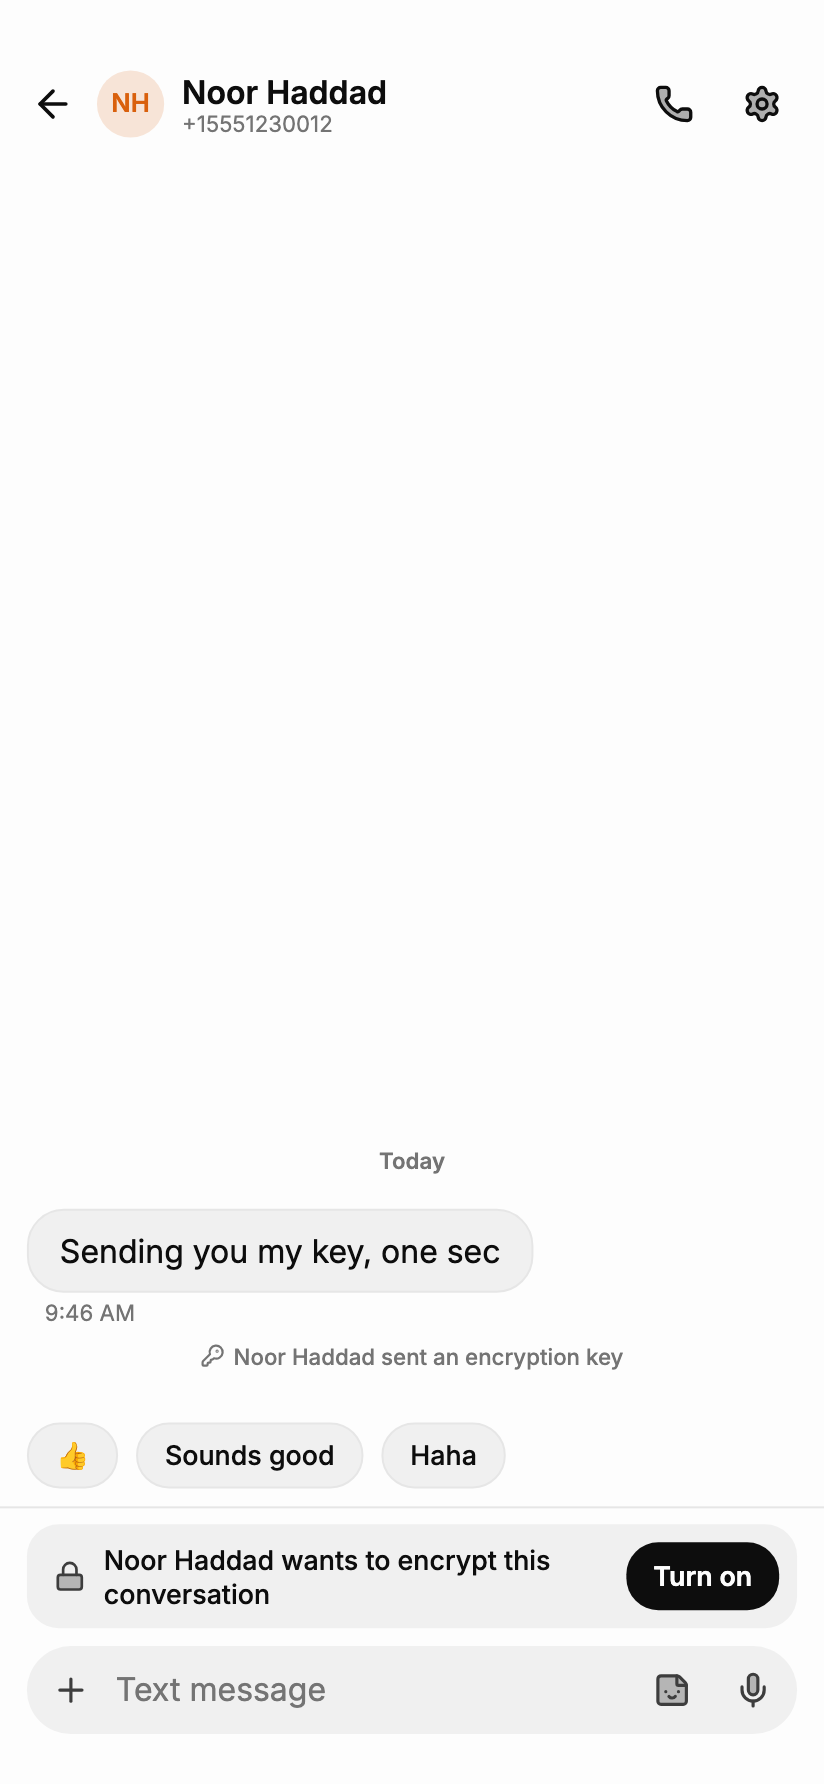 NH
Noor Haddad
+15551230012
Today
Sending you my key, one sec
9:46 AM
Noor Haddad sent an encryption key
👍
Sounds good
Haha
Noor Haddad wants to encrypt this
conversation
Turn on
Text message